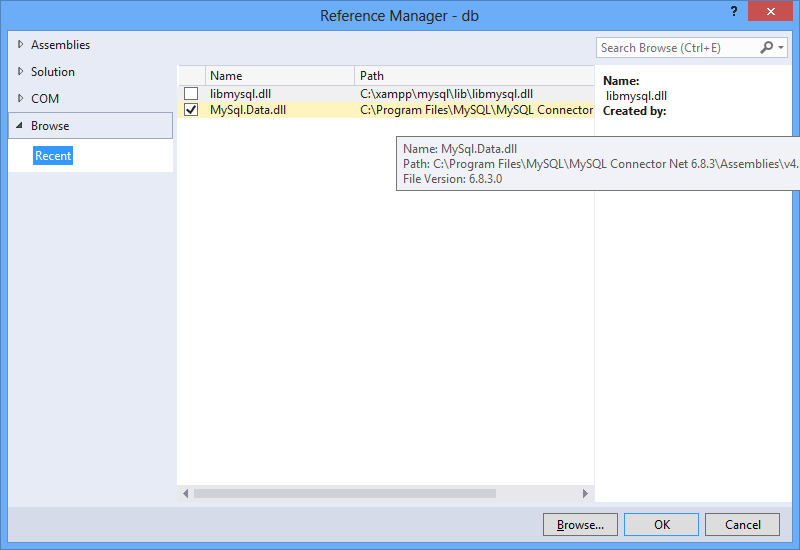 Reference Manager - db
? ×
Assemblies
Solution
COM
Browse
Recent
Search Browse (Ctrl+E)
Name Path
libmysql.dll C:\xampp\mysql\lib\libmysql.dll
MySql.Data.dll C:\Program Files\MySQL\MySQL Connector
Name: MySql.Data.dll
Path: C:\Program Files\MySQL\MySQL Connector Net 6.8.3\Assemblies\v4.
File Version: 6.8.3.0
Name:
libmysql.dll
Created by:
Browse... OK Cancel